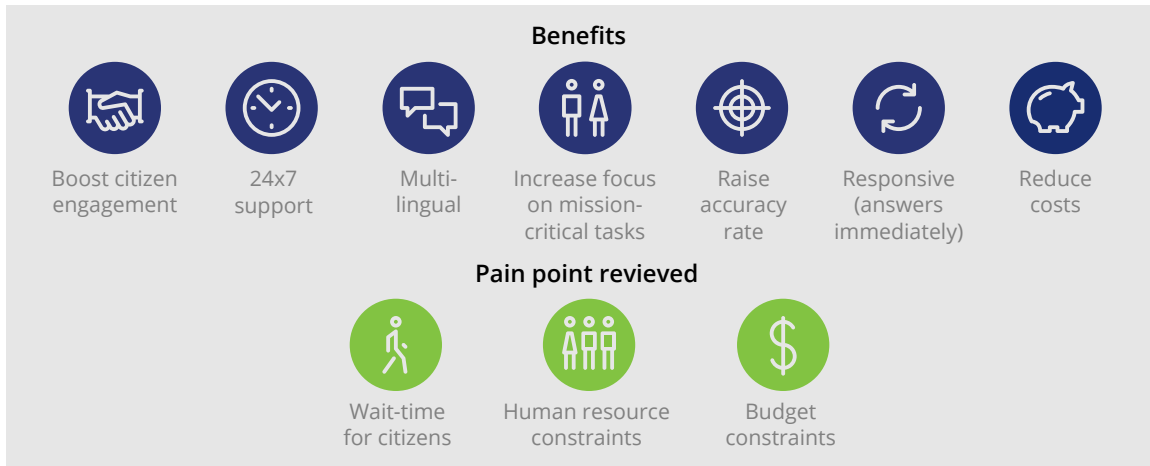 Benefits
Boost citizen
engagement
24x7
support
Multi-
lingual
Increase focus
on mission-
critical tasks
Raise
accuracy
rate
Responsive
(answers
immediately)
Reduce
costs
Pain point revieved
Wait-time
for citizens
Human resource
constraints
Budget
constraints